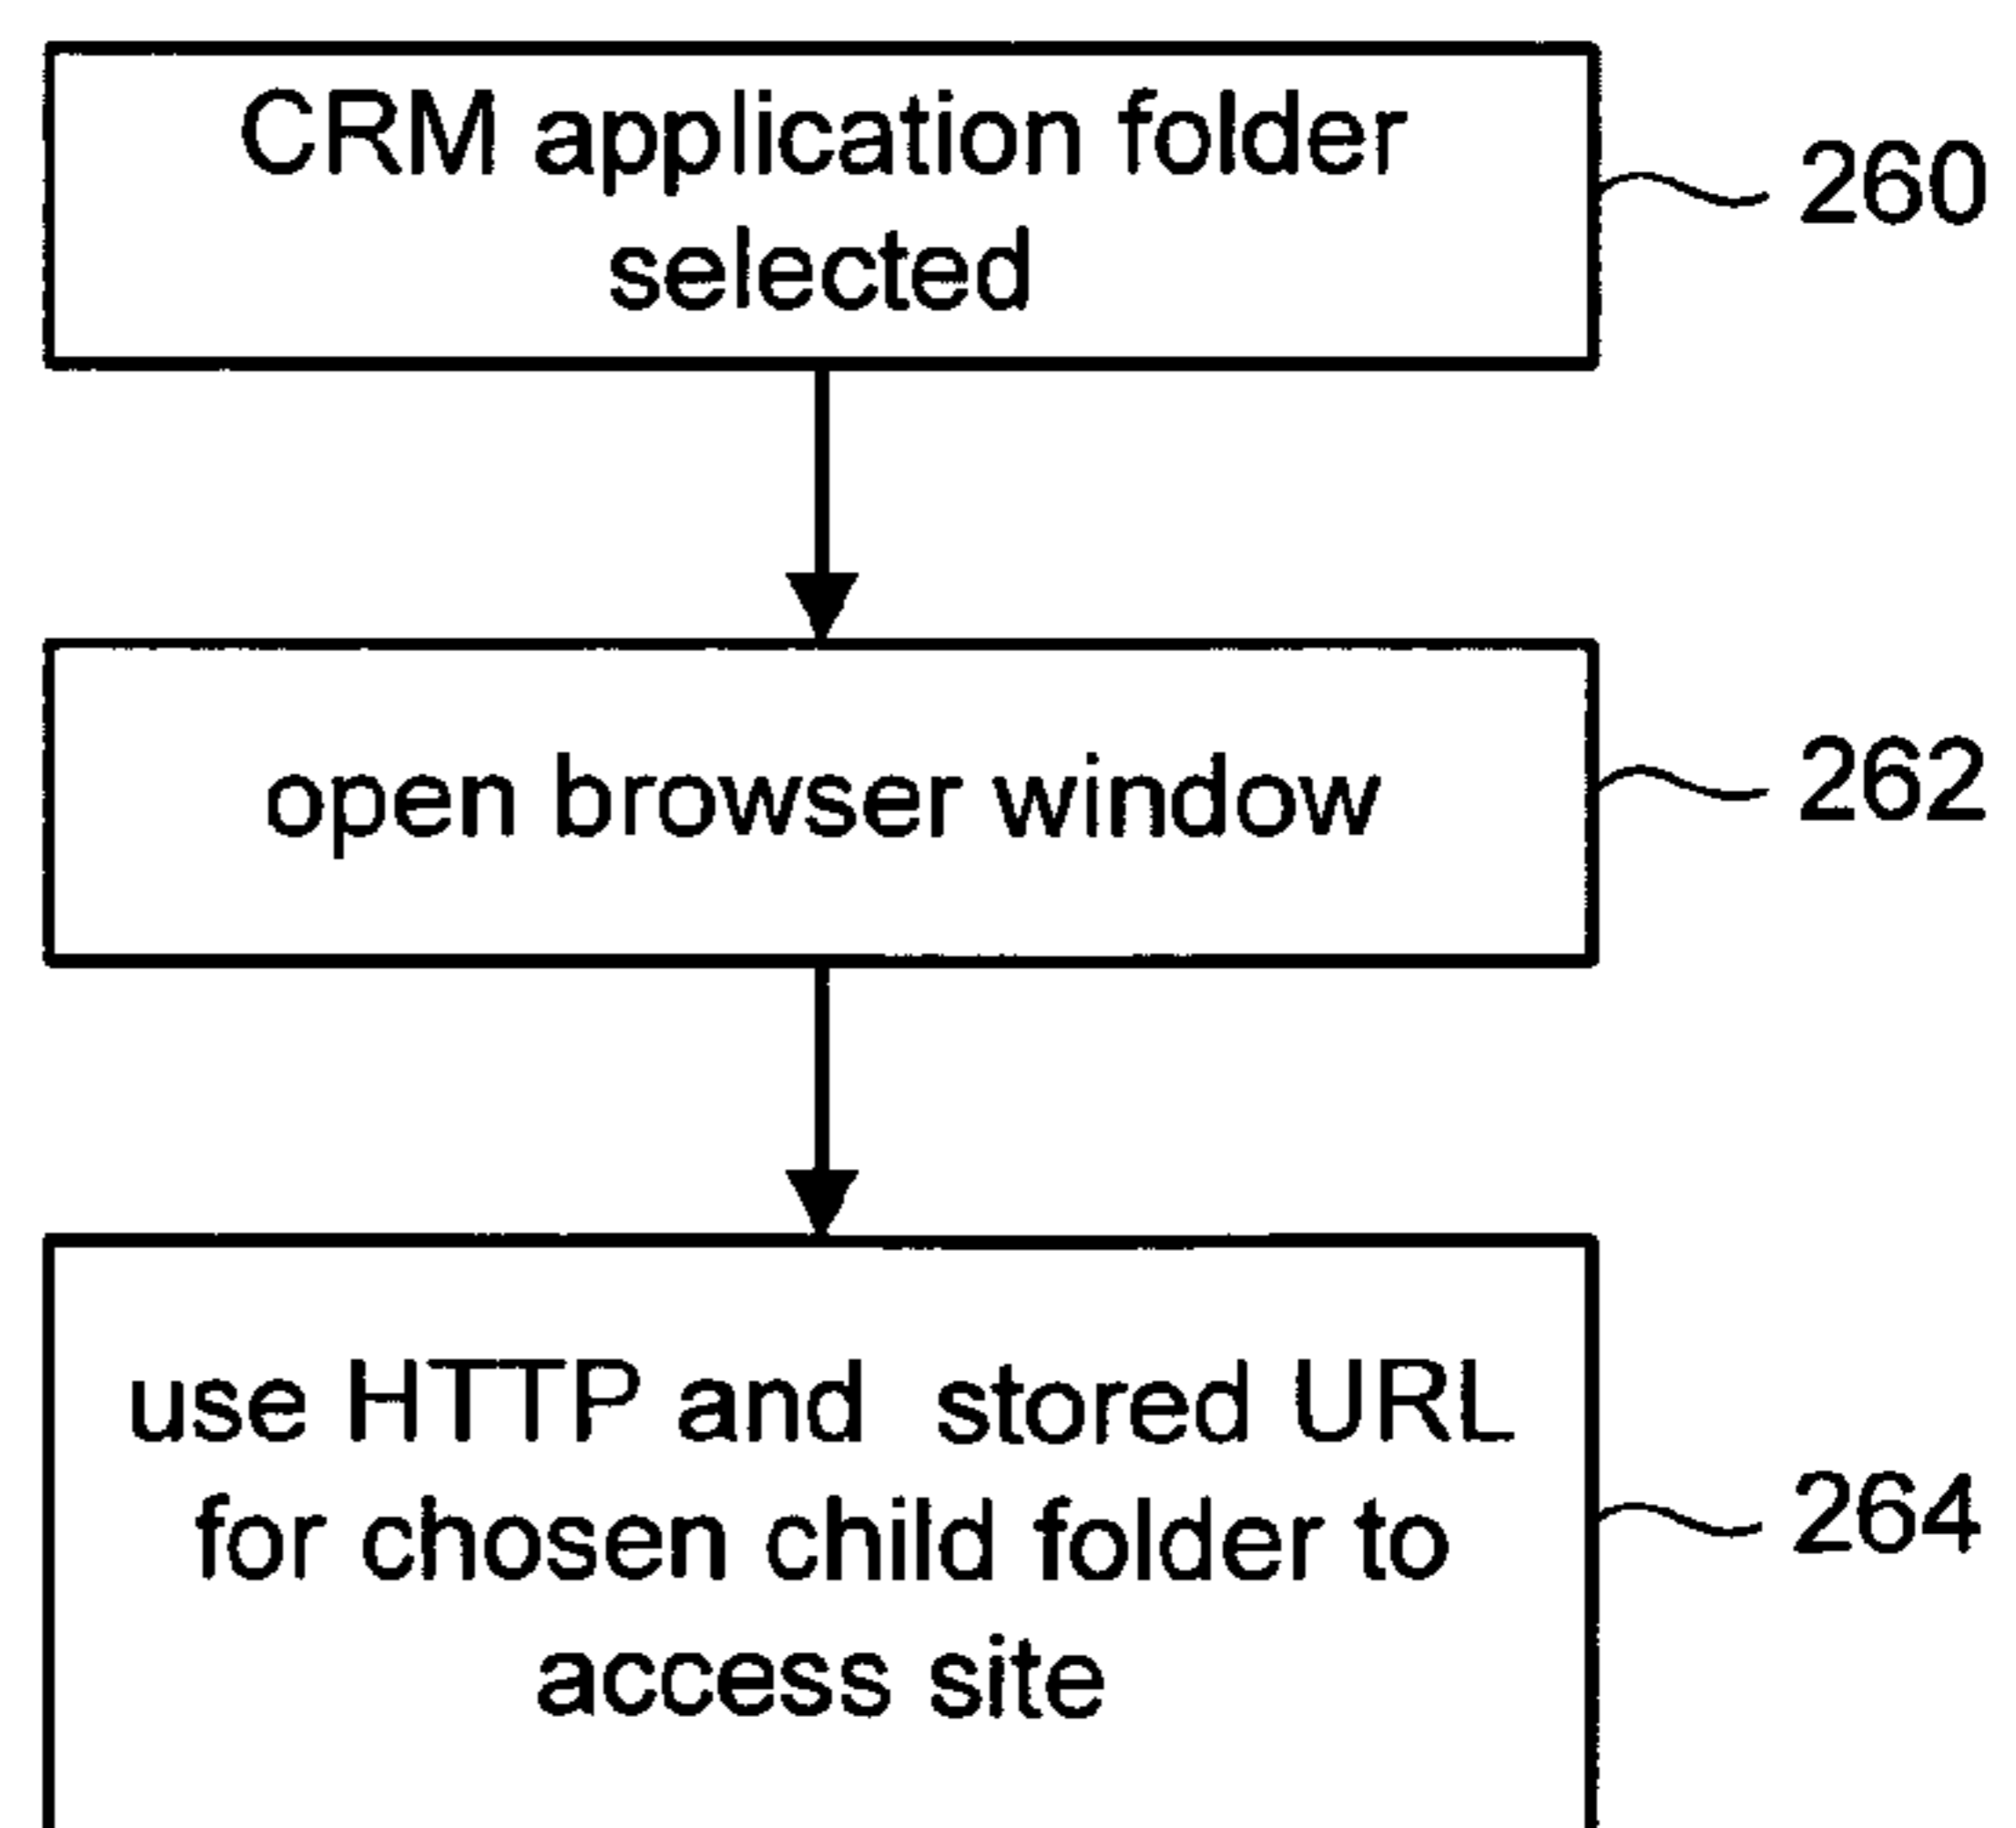 CRM application folder
selected
260
open browser window
262
use HTTP and stored URL
for chosen child folder to
access site
264